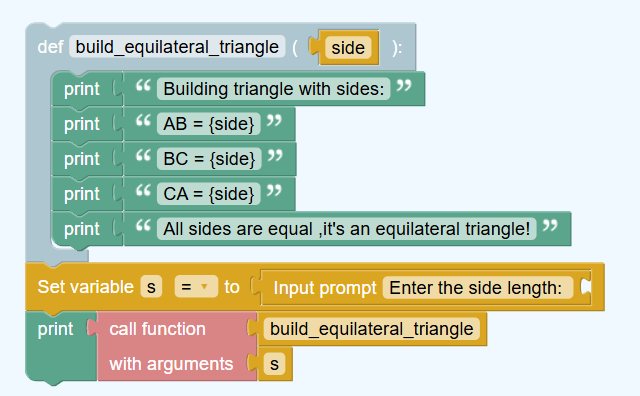 def build_equilateral_triangle ( side ):
print “ Building triangle with sides: ”
print “ AB = {side} ”
print “ BC = {side} ”
print “ CA = {side} ”
print “ All sides are equal ,it's an equilateral triangle! ”
Set variable s = to Input prompt Enter the side length:
print call function build_equilateral_triangle
with arguments s